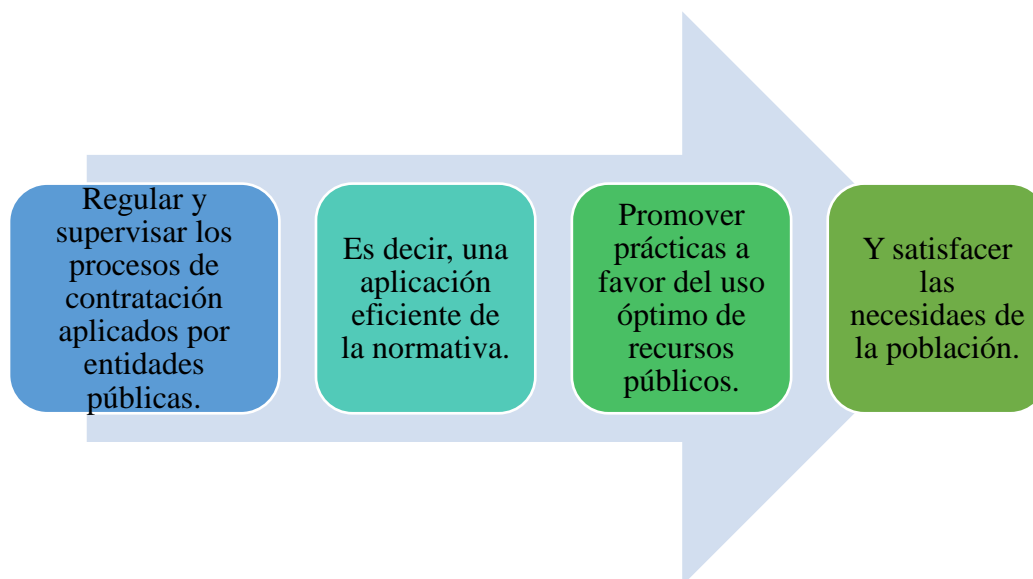 Regular y
supervisar los
procesos de
contratación
aplicados por
entidades
públicas.
Es decir, una
aplicación
eficiente de
la normativa.
Promover
prácticas a
favor del uso
óptimo de
recursos
públicos.
Y satisfacer
las
necesidaes de
la población.